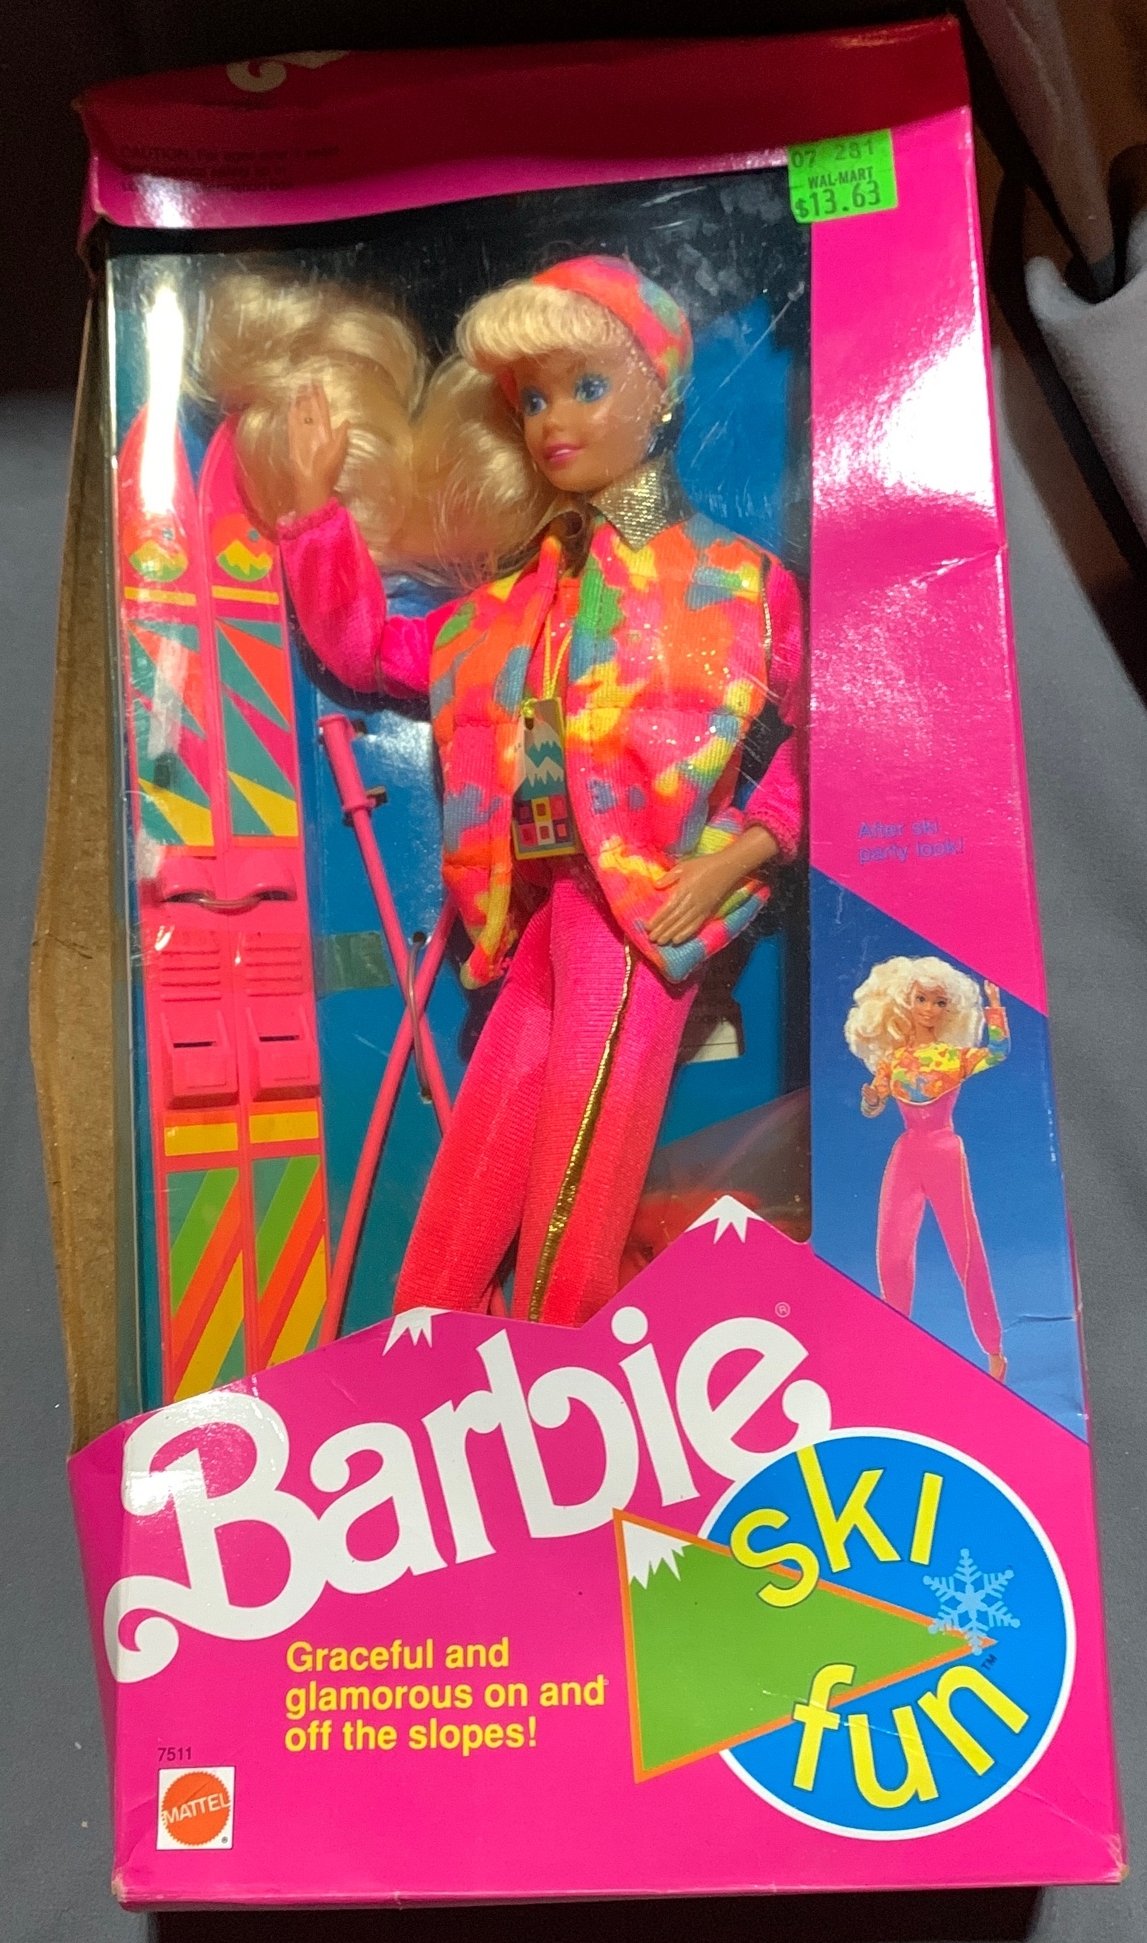 07 281
WAL-MART
$13.63
After ski
party look!
Barbie®
ski
fun™
Graceful and
glamorous on and
off the slopes!
7511
MATTEL
®